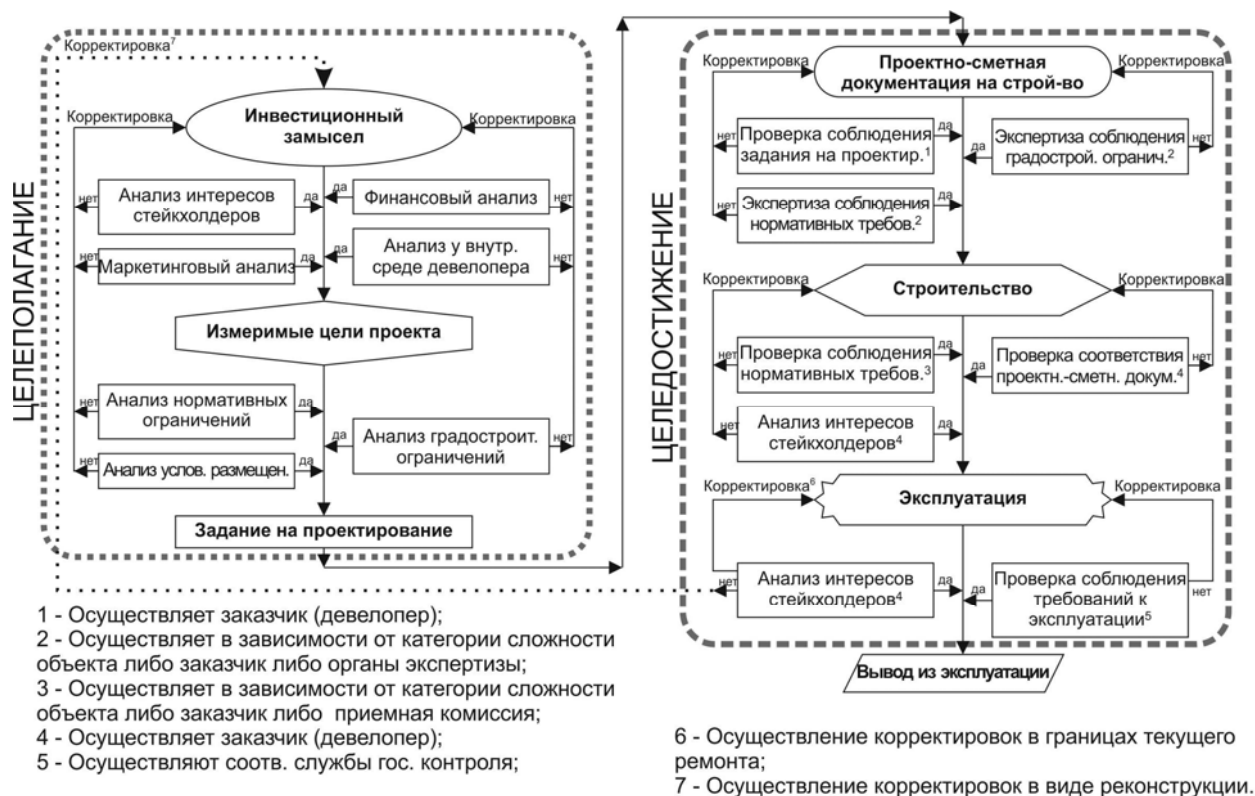 ЦЕЛЕПОЛАГАНИЕ
Корректировка7
Корректировка
Корректировка
Инвестиционный
замысел
нет
Анализ интересов
стейкхолдеров
да
да
Финансовый анализ
нет
нет
Маркетинговый анализ
да
да
Анализ у внутр.
среде девелопера
нет
Измеримые цели проекта
нет
Анализ нормативных
ограничений
да
да
Анализ градостроит.
ограничений
нет
нет
Анализ услов. размещен.
да
Задание на проектирование
ЦЕЛЕДОСТИЖЕНИЕ
Корректировка
Проектно-сметная
документация на строй-во
Корректировка
нет
Проверка соблюдения
задания на проектир.1
да
да
Экспертиза соблюдения
градострой. огранич.2
нет
нет
Экспертиза соблюдения
нормативных требов.2
да
Корректировка
Строительство
Корректировка
нет
Проверка соблюдения
нормативных требов.3
да
да
Проверка соответствия
проектн.-сметн. докум.4
нет
нет
Анализ интересов
стейкхолдеров4
да
Корректировка6
Эксплуатация
Корректировка
нет
Анализ интересов
стейкхолдеров4
да
да
Проверка соблюдения
требований к
эксплуатации5
нет
Вывод из эксплуатации
1 - Осуществляет заказчик (девелопер);
2 - Осуществляет в зависимости от категории сложности
объекта либо заказчик либо органы экспертизы;
3 - Осуществляет в зависимости от категории сложности
объекта либо заказчик либо приемная комиссия;
4 - Осуществляет заказчик (девелопер);
5 - Осуществляют соотв. службы гос. контроля;
6 - Осуществление корректировок в границах текущего
ремонта;
7 - Осуществление корректировок в виде реконструкции.